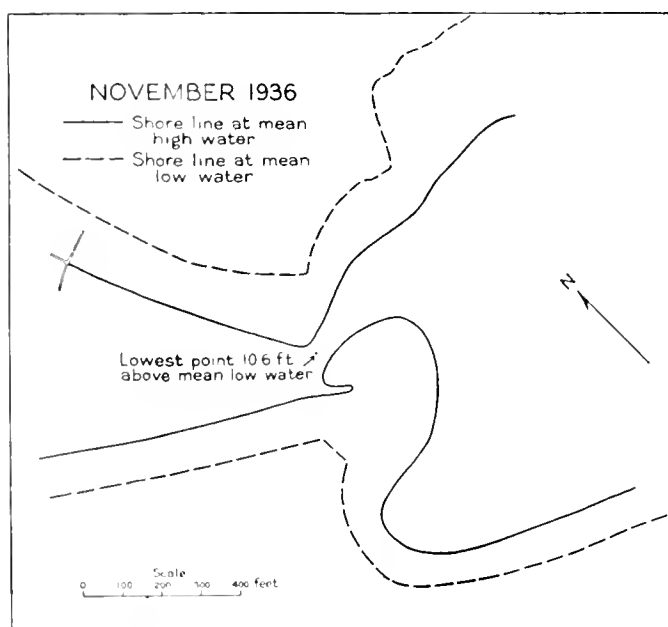 NOVEMBER 1936
Shore line at mean
high water
Shore line at mean
low water
N
Lowest point 10.6 ft
above mean low water
Scale
0 100 200 300 400 feet